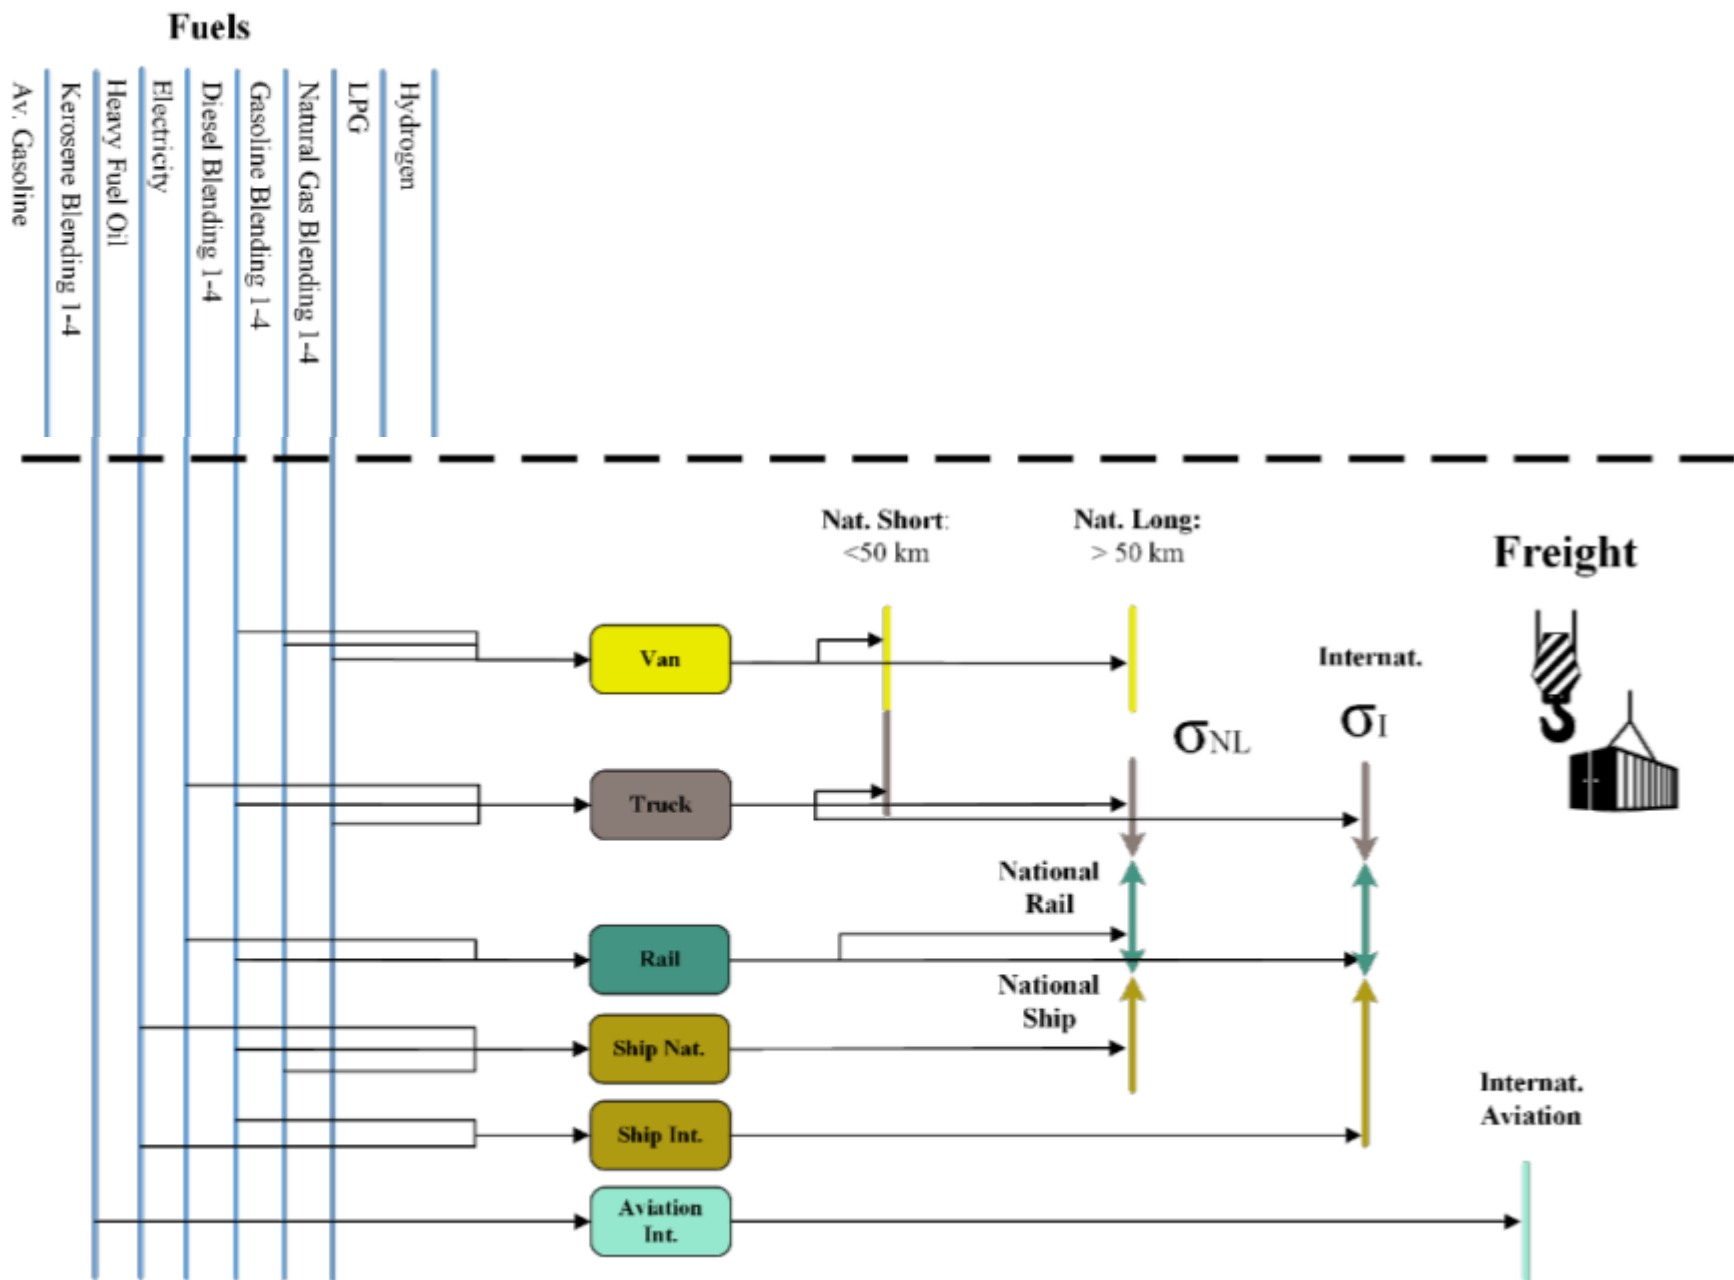 Fuels
Av. Gasoline
Kerosene Blending 1-4
Heavy Fuel Oil
Electricity
Diesel Blending 1-4
Gasoline Blending 1-4
Natural Gas Blending 1-4
LPG
Hydrogen
Nat. Short:
<50 km
Nat. Long:
> 50 km
Freight
Van
Internat.
σI
σNL
Truck
National
Rail
Rail
National
Ship
Ship Nat.
Internat.
Aviation
Ship Int.
Aviation
Int.